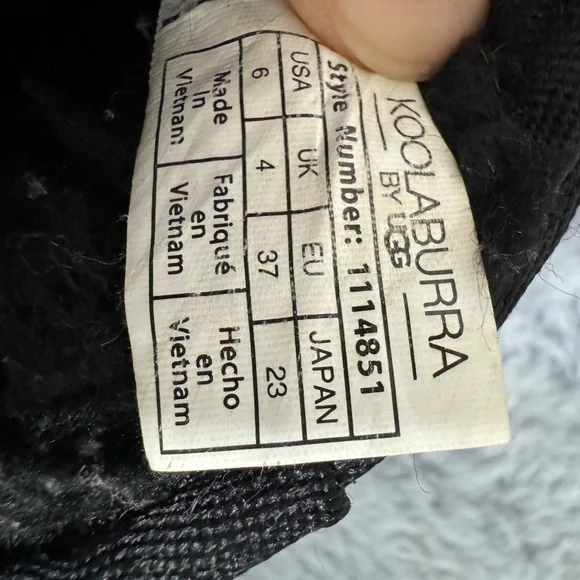 KOOLABURRA
BY UGG
Style Number: 1114851
USA UK EU JAPAN
6 4 37 23
Made Fabriqué Hecho
In en en
Vietnam Vietnam Vietnam